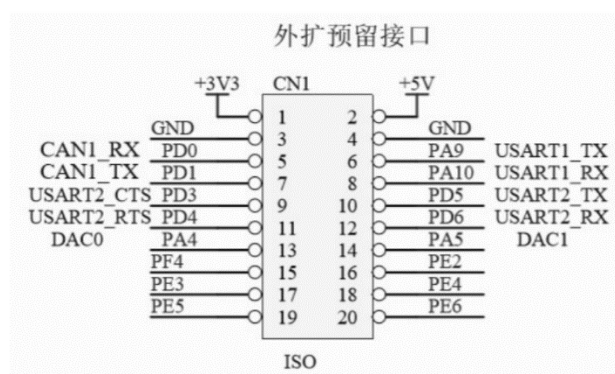 外扩预留接口
+3V3 CN1 +5V
1 2
GND 3 4 GND
CAN1_RX PD0 5 6 PA9 USART1_TX
CAN1_TX PD1 7 8 PA10 USART1_RX
USART2_CTS PD3 9 10 PD5 USART2_TX
USART2_RTS PD4 11 12 PD6 USART2_RX
DAC0 PA4 13 14 PA5 DAC1
PF4 15 16 PE2
PE3 17 18 PE4
PE5 19 20 PE6
ISO